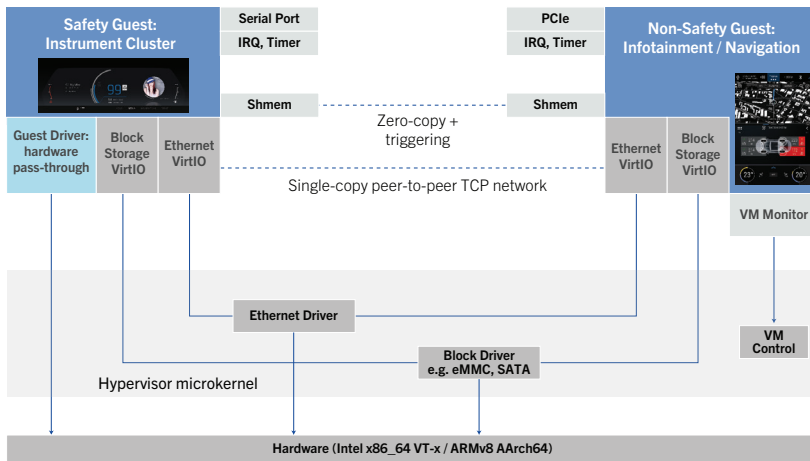 Safety Guest:
Instrument Cluster
Serial Port
IRQ, Timer
Shmem
PCIe
IRQ, Timer
Shmem
Non-Safety Guest:
Infotainment / Navigation
99
Zero-copy +
triggering
Guest Driver:
hardware
pass-through
Block
Storage
VirtIO
Ethernet
VirtIO
Single-copy peer-to-peer TCP network
Ethernet
VirtIO
Block
Storage
VirtIO
23°
20°
VM Monitor
Ethernet Driver
VM
Control
Block Driver
e.g. eMMC, SATA
Hypervisor microkernel
Hardware (Intel x86_64 VT-x / ARMv8 AArch64)